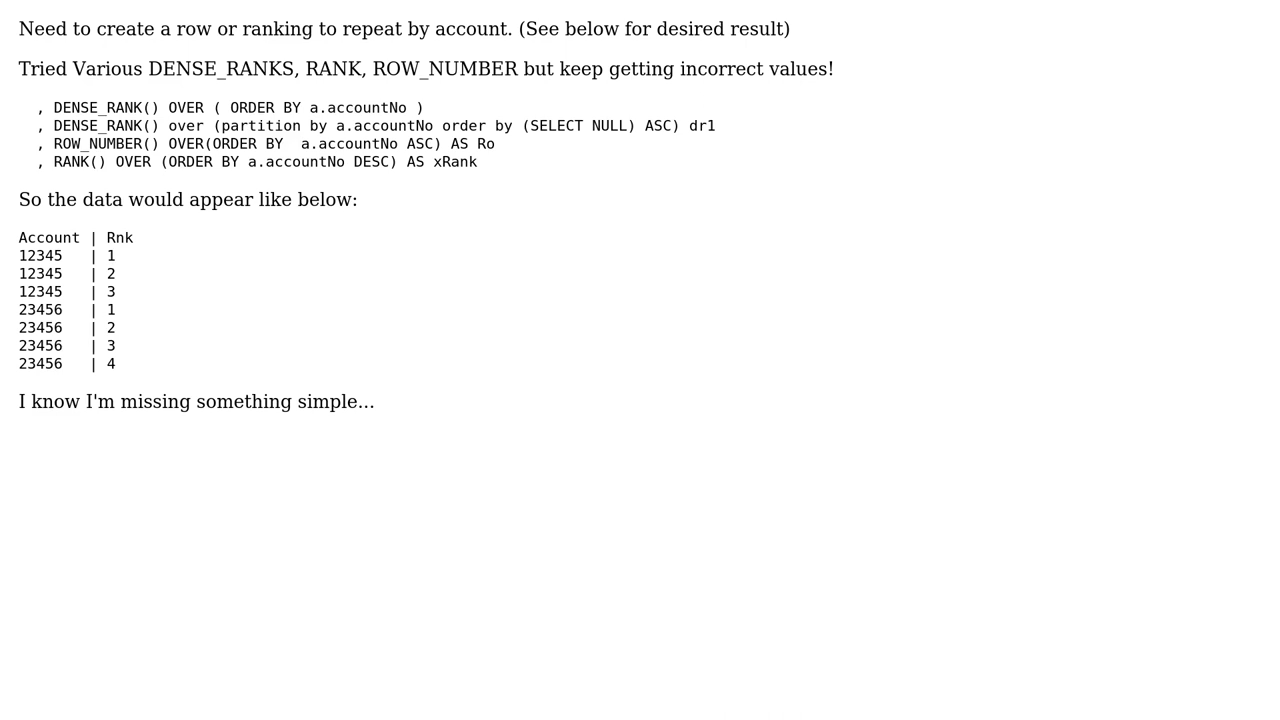 Need to create a row or ranking to repeat by account. (See below for desired result)
Tried Various DENSE_RANKS, RANK, ROW_NUMBER but keep getting incorrect values!
, DENSE_RANK() OVER ( ORDER BY a.accountNo )
, DENSE_RANK() over (partition by a.accountNo order by (SELECT NULL) ASC) dr1
, ROW_NUMBER() OVER(ORDER BY  a.accountNo ASC) AS Ro
, RANK() OVER (ORDER BY a.accountNo DESC) AS xRank
So the data would appear like below:
Account | Rnk
12345   | 1
12345   | 2
12345   | 3
23456   | 1
23456   | 2
23456   | 3
23456   | 4
I know I'm missing something simple...